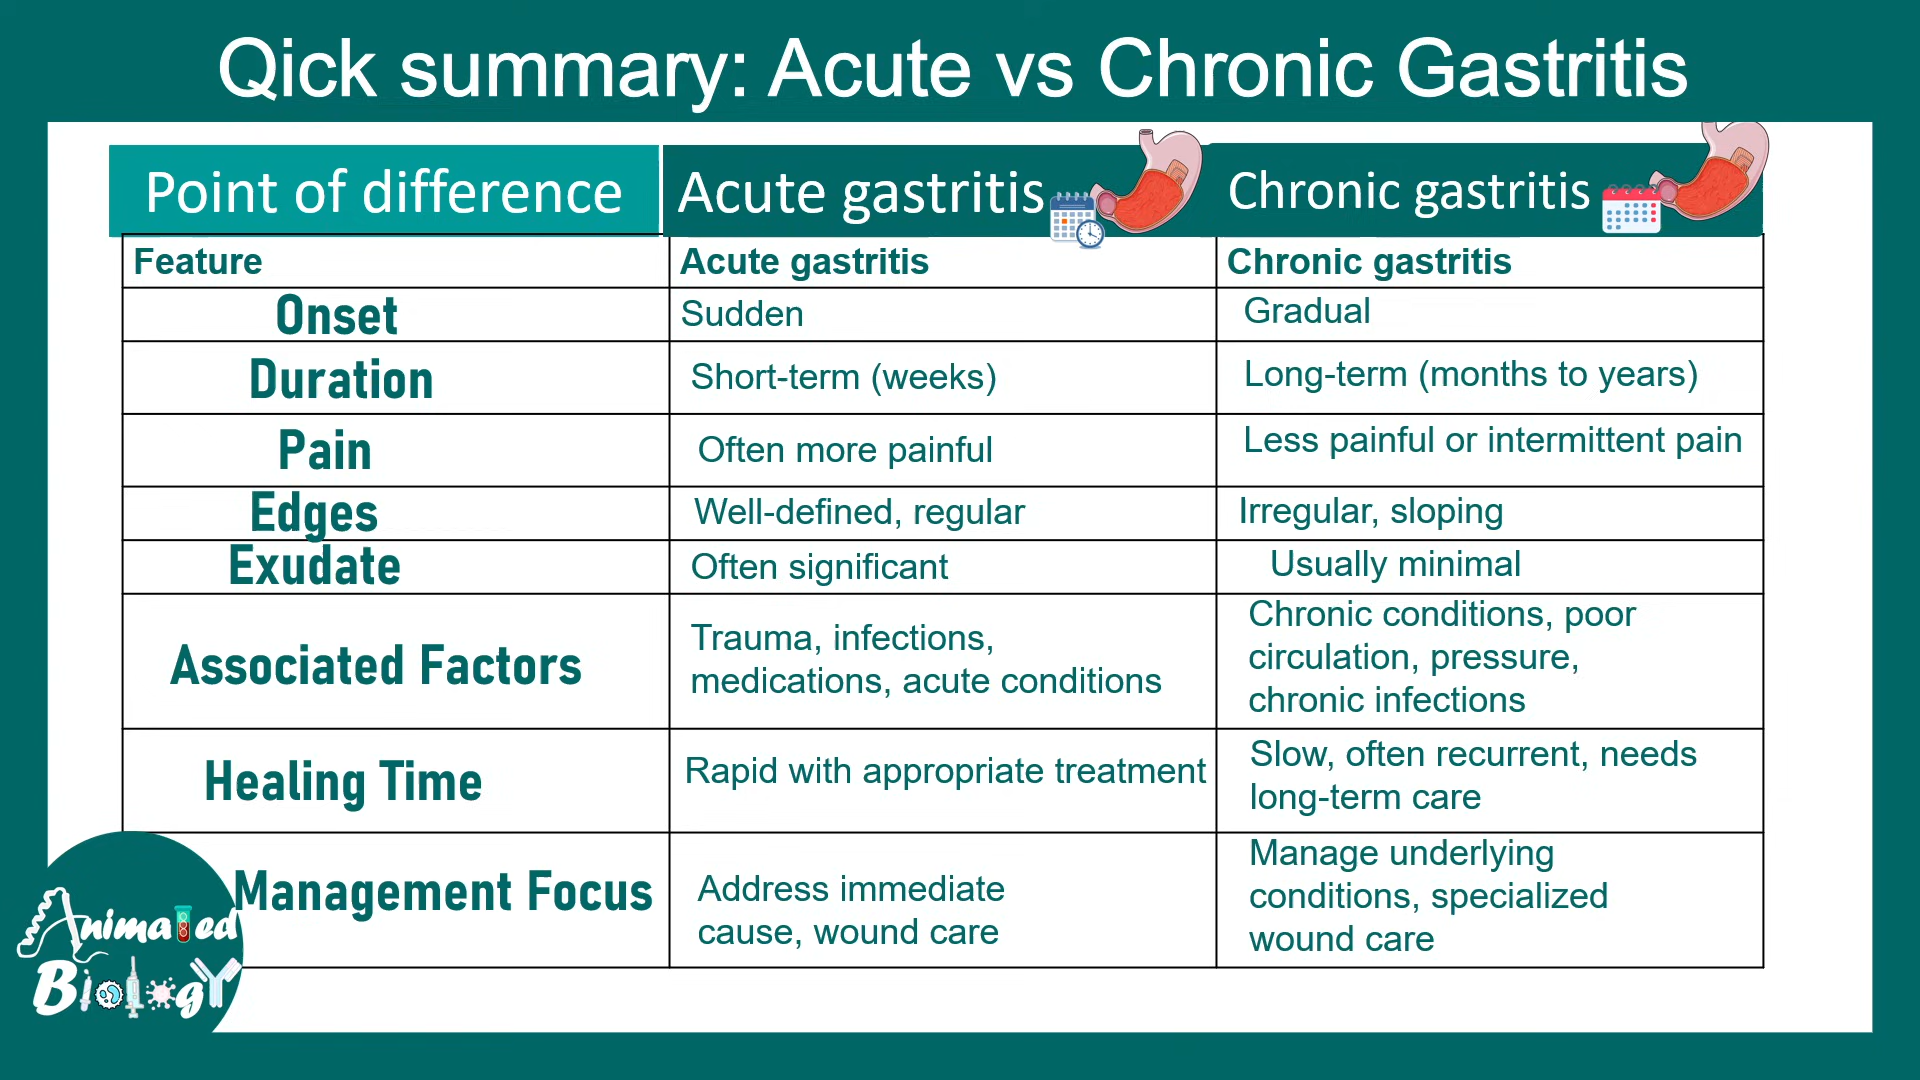 Qick summary: Acute vs Chronic Gastritis
Point of difference
Acute gastritis
Chronic gastritis
Feature
Acute gastritis
Chronic gastritis
Onset
Sudden
Gradual
Duration
Short-term (weeks)
Long-term (months to years)
Pain
Often more painful
Less painful or intermittent pain
Edges
Well-defined, regular
Irregular, sloping
Exudate
Often significant
Usually minimal
Associated Factors
Trauma, infections,
medications, acute conditions
Chronic conditions, poor
circulation, pressure,
chronic infections
Healing Time
Rapid with appropriate treatment
Slow, often recurrent, needs
long-term care
Management Focus
Address immediate
cause, wound care
Manage underlying
conditions, specialized
wound care
Animated
Biology